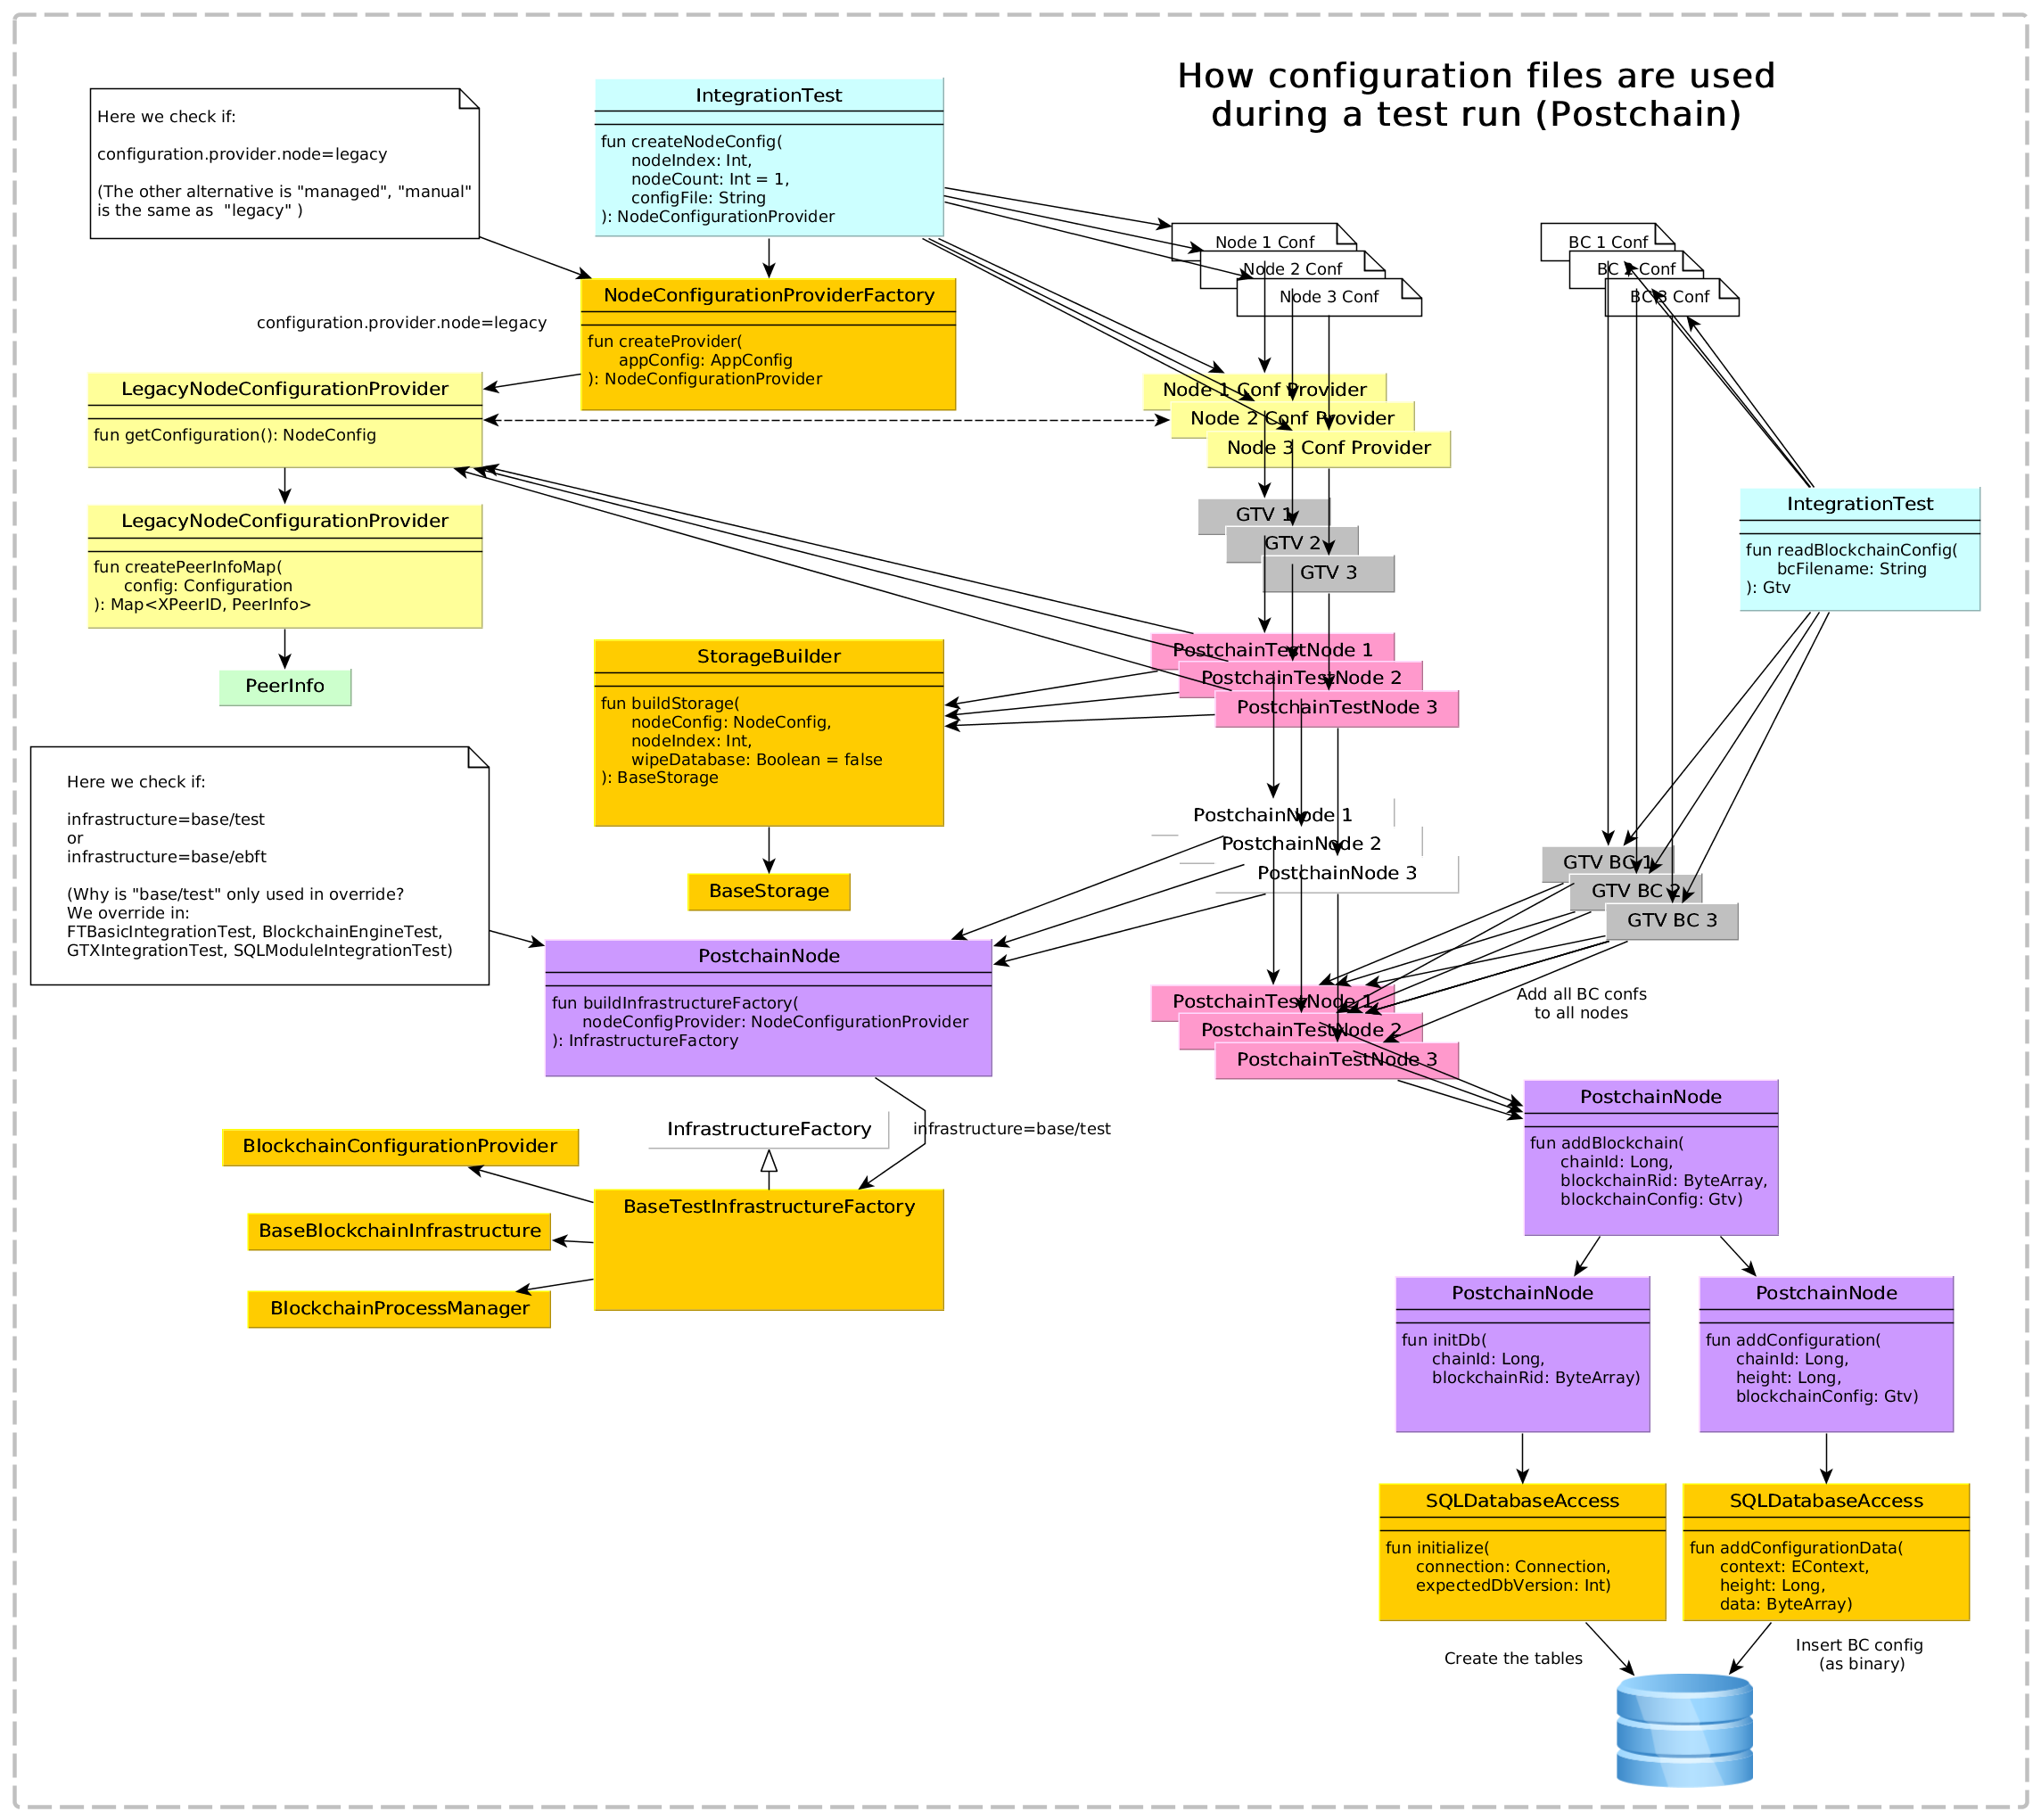 How configuration files are used
during a test run (Postchain)
Here we check if:
configuration.provider.node=legacy
(The other alternative is "managed", "manual"
is the same as "legacy" )
IntegrationTest
fun createNodeConfig(
nodeIndex: Int,
nodeCount: Int = 1,
configFile: String
): NodeConfigurationProvider
Node 1 Conf
Node 2 Conf
Node 3 Conf
BC 1 Conf
BC 2 Conf
BC 3 Conf
NodeConfigurationProviderFactory
fun createProvider(
appConfig: AppConfig
): NodeConfigurationProvider
configuration.provider.node=legacy
LegacyNodeConfigurationProvider
fun getConfiguration(): NodeConfig
Node 1 Conf Provider
Node 2 Conf Provider
Node 3 Conf Provider
LegacyNodeConfigurationProvider
fun createPeerInfoMap(
config: Configuration
): Map<XPeerID, PeerInfo>
PeerInfo
GTV 1
GTV 2
GTV 3
IntegrationTest
fun readBlockchainConfig(
bcFilename: String
): Gtv
StorageBuilder
fun buildStorage(
nodeConfig: NodeConfig,
nodeIndex: Int,
wipeDatabase: Boolean = false
): BaseStorage
BaseStorage
PostchainTestNode 1
PostchainTestNode 2
PostchainTestNode 3
Here we check if:
infrastructure=base/test
or
infrastructure=base/ebft
(Why is "base/test" only used in override?
We override in:
FTBasicIntegrationTest, BlockchainEngineTest,
GTXIntegrationTest, SQLModuleIntegrationTest)
PostchainNode 1
PostchainNode 2
PostchainNode 3
GTV BC 1
GTV BC 2
GTV BC 3
PostchainNode
fun buildInfrastructureFactory(
nodeConfigProvider: NodeConfigurationProvider
): InfrastructureFactory
PostchainTestNode 1
PostchainTestNode 2
PostchainTestNode 3
Add all BC confs
to all nodes
InfrastructureFactory
infrastructure=base/test
BlockchainConfigurationProvider
BaseBlockchainInfrastructure
BlockchainProcessManager
BaseTestInfrastructureFactory
PostchainNode
fun addBlockchain(
chainId: Long,
blockchainRid: ByteArray,
blockchainConfig: Gtv)
PostchainNode
fun initDb(
chainId: Long,
blockchainRid: ByteArray)
PostchainNode
fun addConfiguration(
chainId: Long,
height: Long,
blockchainConfig: Gtv)
SQLDatabaseAccess
fun initialize(
connection: Connection,
expectedDbVersion: Int)
SQLDatabaseAccess
fun addConfigurationData(
context: EContext,
height: Long,
data: ByteArray)
Create the tables
Insert BC config
(as binary)